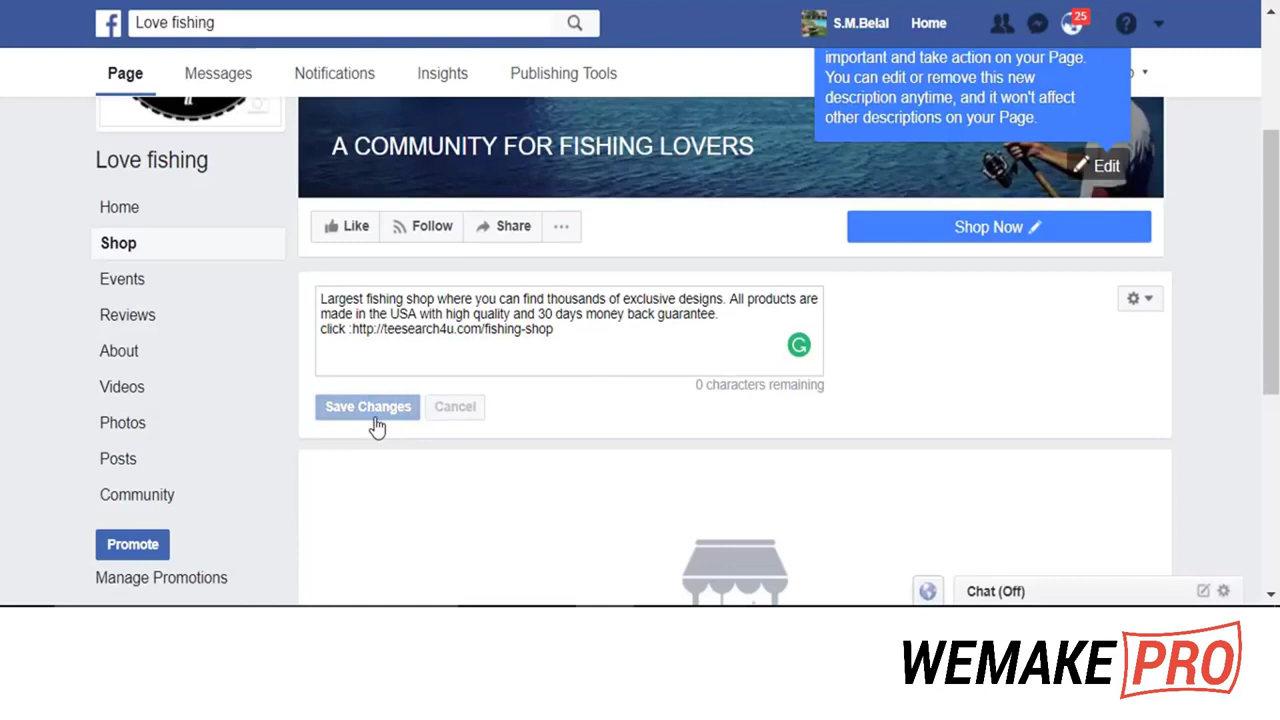 Love fishing
S.M.Belal
Home
25
Page
Messages
Notifications
Insights
Publishing Tools
important and take action on your Page.
You can edit or remove this new
description anytime, and it won't affect
other descriptions on your Page.
A COMMUNITY FOR FISHING LOVERS
Edit
Love fishing
Like
Follow
Share
Shop Now
Home
Shop
Events
Reviews
About
Videos
Photos
Posts
Community
Promote
Manage Promotions
Largest fishing shop where you can find thousands of exclusive designs. All products are
made in the USA with high quality and 30 days money back guarantee.
click :http://teesearch4u.com/fishing-shop
0 characters remaining
Save Changes
Cancel
Chat (Off)
WEMAKE PRO